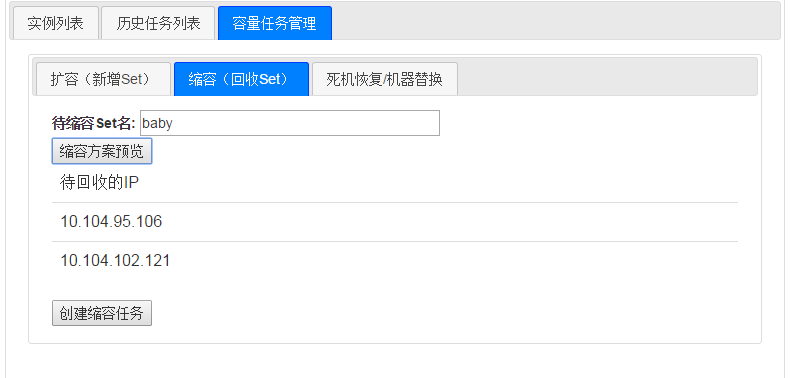 实例列表 历史任务列表 容量任务管理
扩容（新增Set） 缩容（回收Set） 死机恢复/机器替换
待缩容Set名: baby
缩容方案预览
待回收的IP
10.104.95.106
10.104.102.121
创建缩容任务